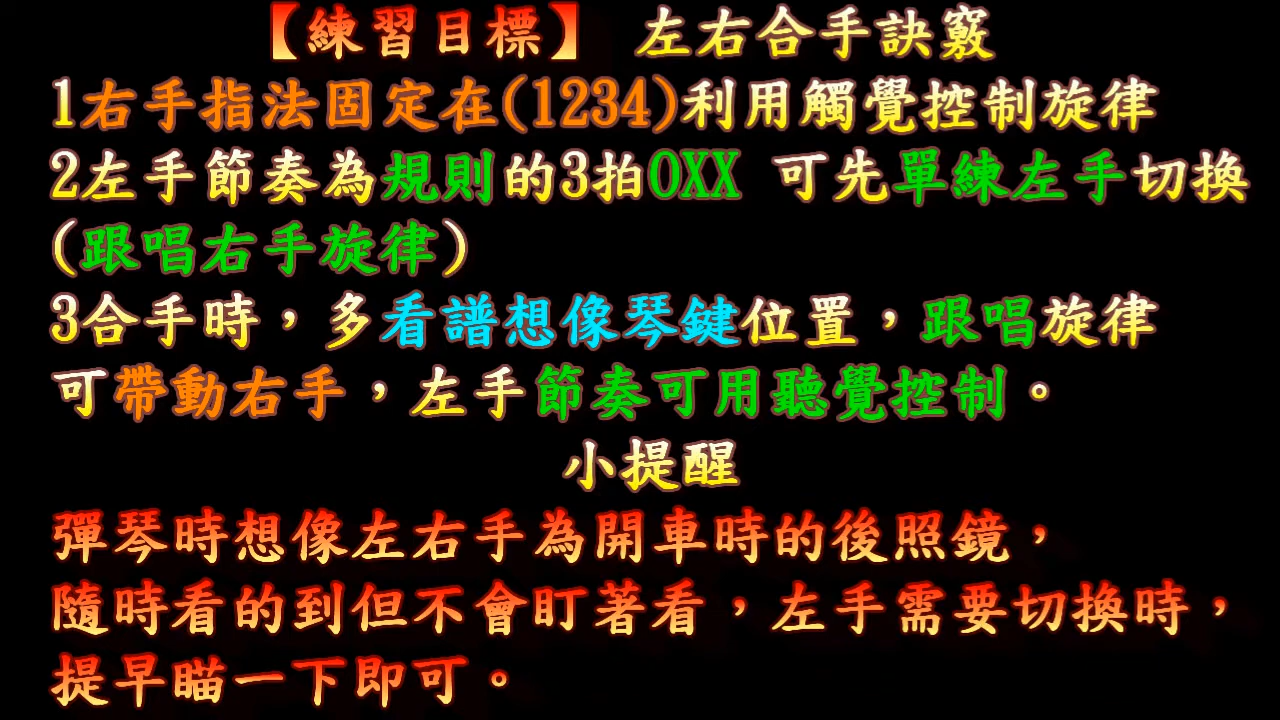 【練習目標】 左右合手訣竅
1右手指法固定在(1234)利用觸覺控制旋律
2左手節奏為規則的3拍OXX 可先單練左手切換
(跟唱右手旋律)
3合手時，多看譜想像琴鍵位置，跟唱旋律
可帶動右手，左手節奏可用聽覺控制。
小提醒
彈琴時想像左右手為開車時的後照鏡，
隨時看的到但不會盯著看，左手需要切換時，
提早瞄一下即可。